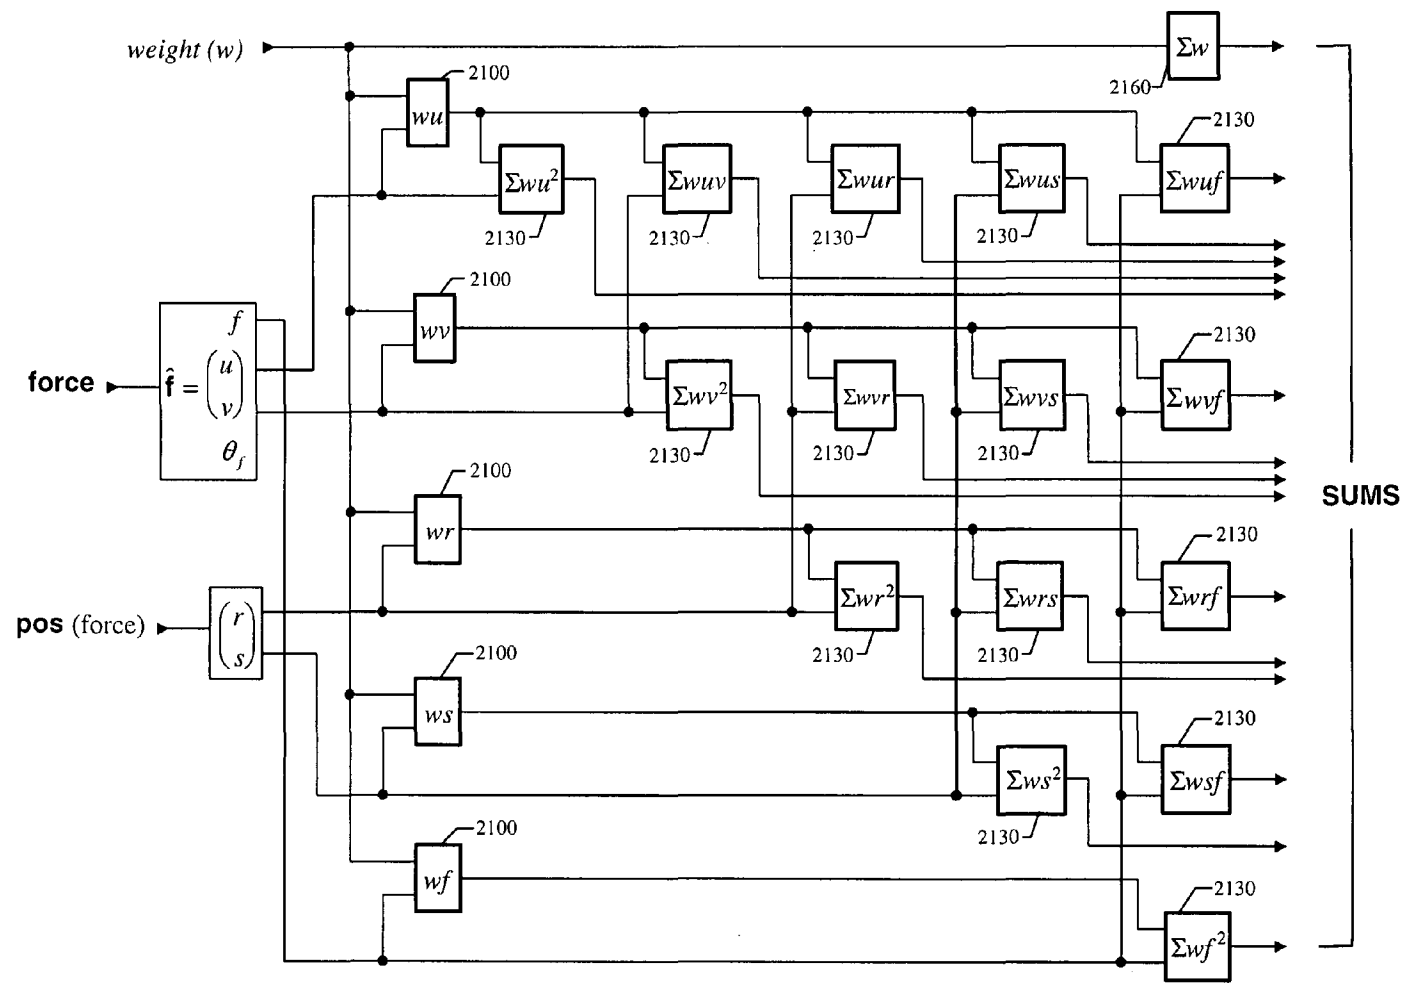 weight (w)
Σw
2160
2100
wu
2130
Σwu²
Σwuv
Σwur
Σwus
Σwuf
2130
2130
2130
2130
2100
wv
2130
force
f
f̂ = (u
v)
θf
Σwv²
Σwvr
Σwvs
Σwvf
2130
2130
2130
2100
SUMS
wr
2130
Σwr²
Σwrs
Σwrf
pos (force)
(r
s)
2130
2130
2100
ws
2130
Σws²
Σwsf
2130
2100
wf
2130
Σwf²